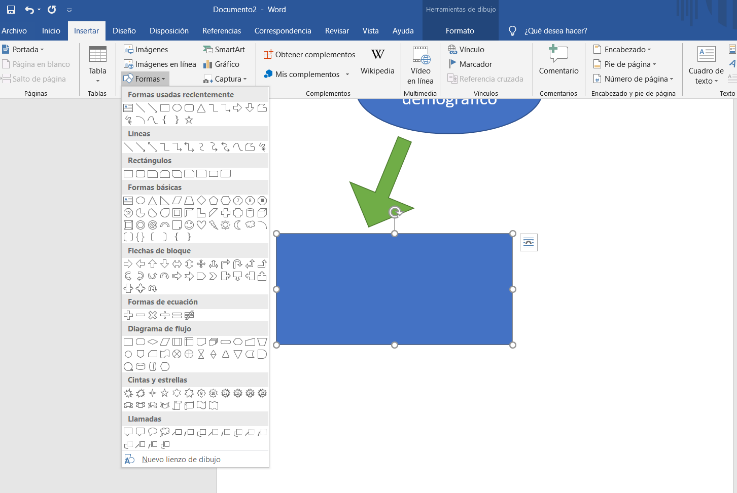 Documento2 - Word
Herramientas de dibujo
Archivo Inicio Insertar Diseño Disposición Referencias Correspondencia Revisar Vista Ayuda Formato ¿Qué desea hacer?
Portada
Página en blanco
Salto de página
Páginas
Tabla
Tablas
Imágenes
Imágenes en línea
Formas
SmartArt
Gráfico
Captura
Obtener complementos
Mis complementos
W
Wikipedia
Complementos
Vídeo
en línea
Multimedia
Vínculo
Marcador
Referencia cruzada
Vínculos
Comentario
Comentarios
Encabezado
Pie de página
Número de página
Encabezado y pie de página
Cuadro de
texto
Texto
Formas usadas recientemente
Líneas
Rectángulos
Formas básicas
Flechas de bloque
Formas de ecuación
Diagrama de flujo
Cintas y estrellas
Llamadas
Nuevo lienzo de dibujo
demográfico